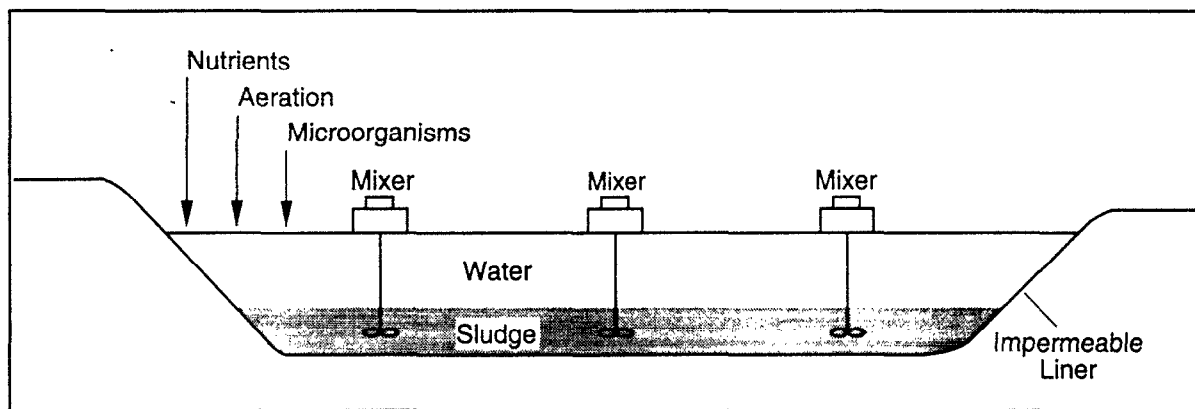 Nutrients
Aeration
Microorganisms
Mixer
Mixer
Mixer
Water
Sludge
Impermeable
Liner